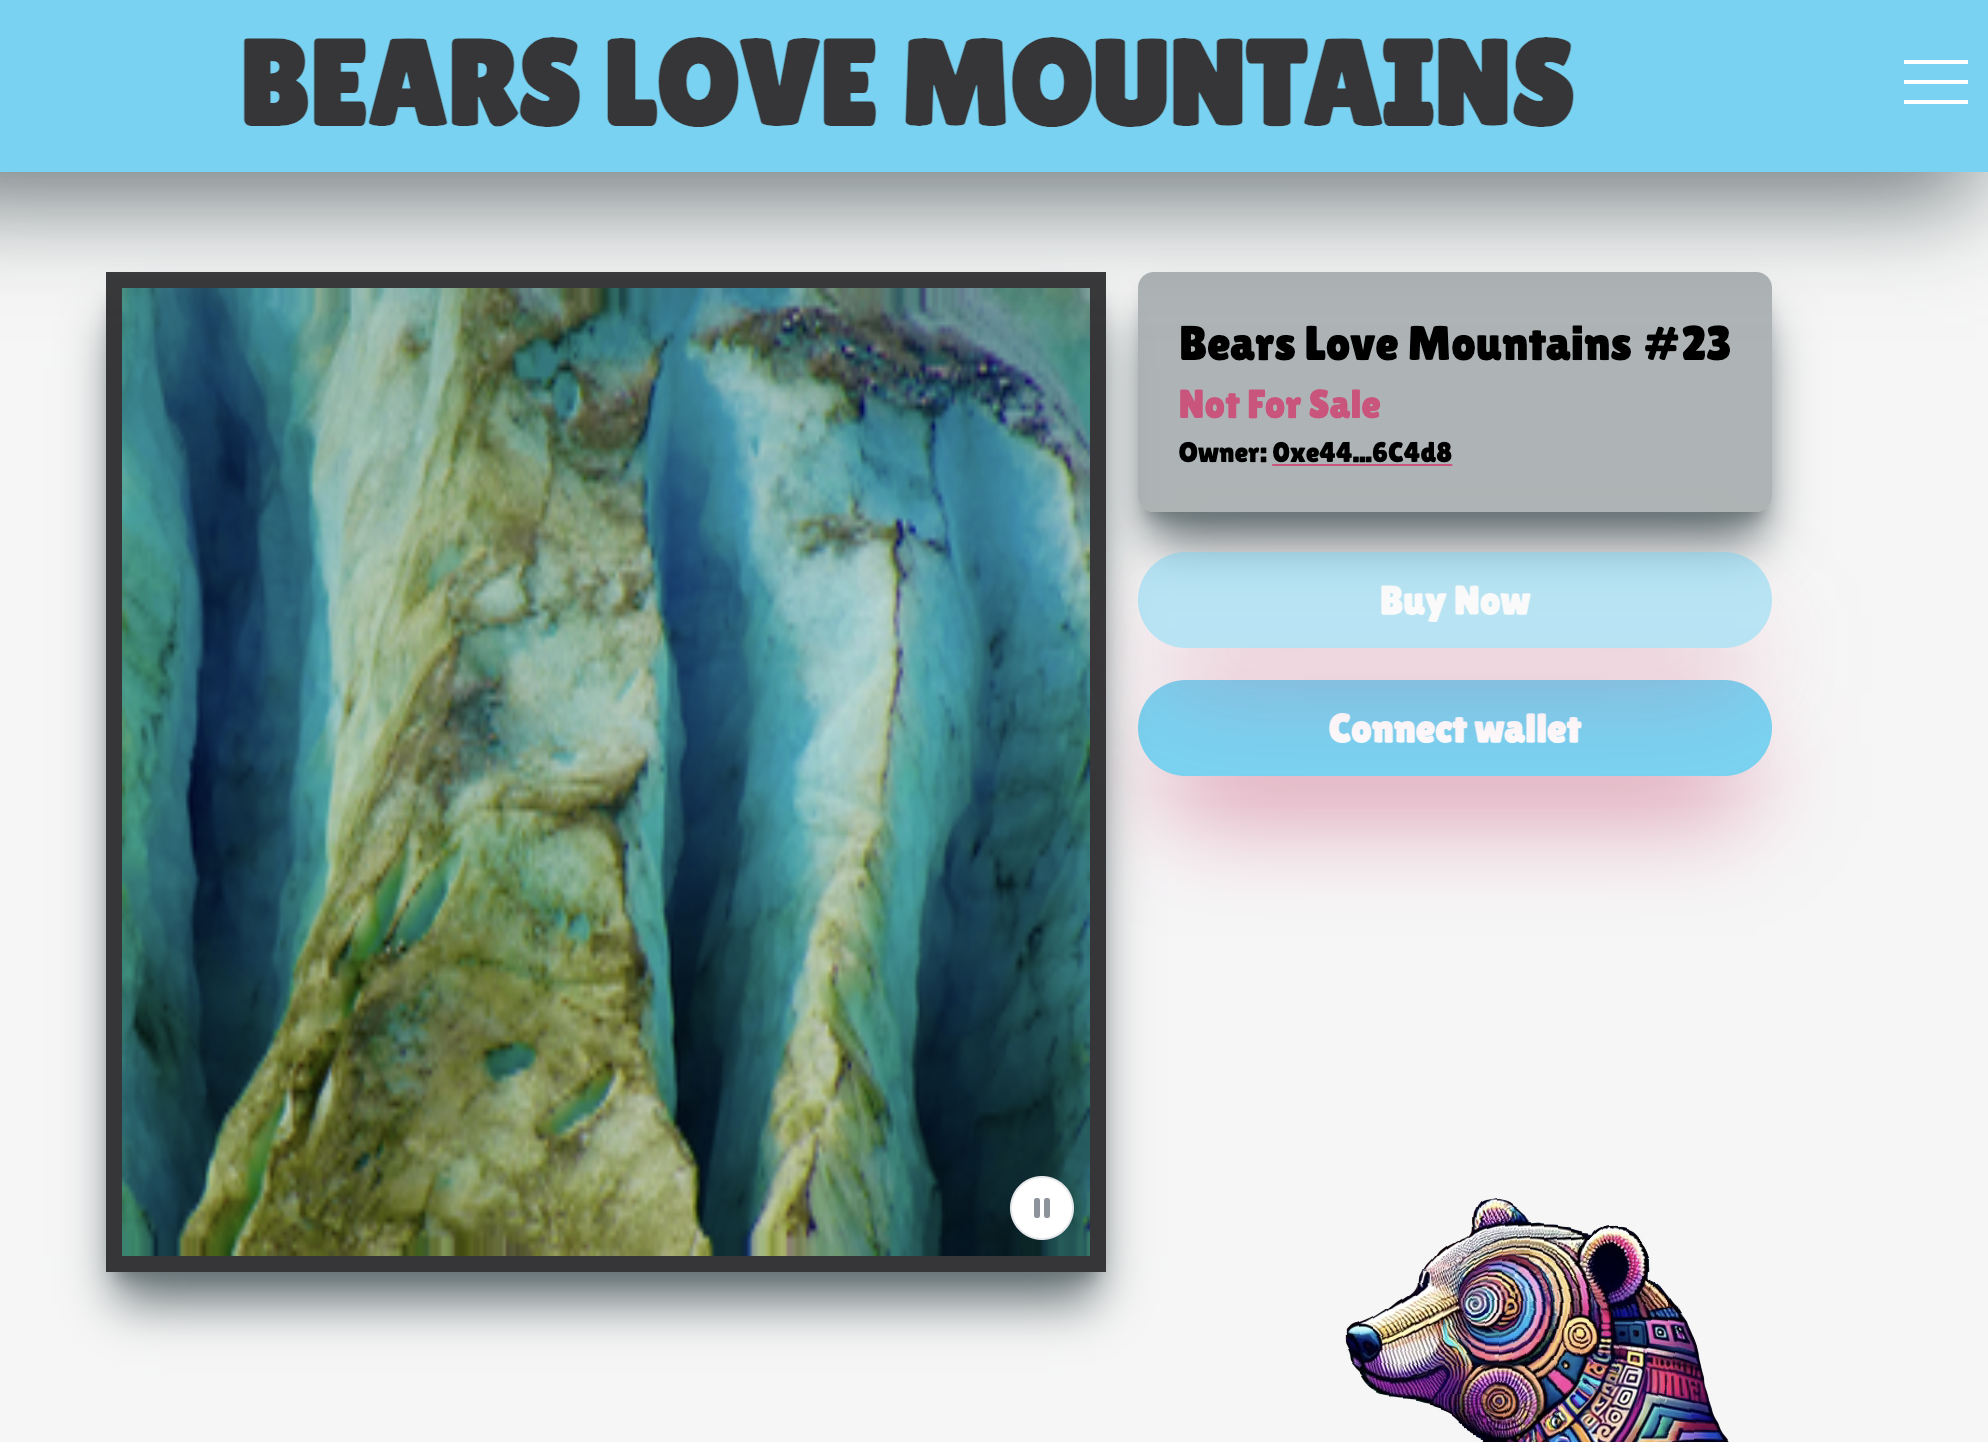 BEARS LOVE MOUNTAINS
Bears Love Mountains #23
Not For Sale
Owner: 0xe44...6C4d8
Buy Now
Connect wallet